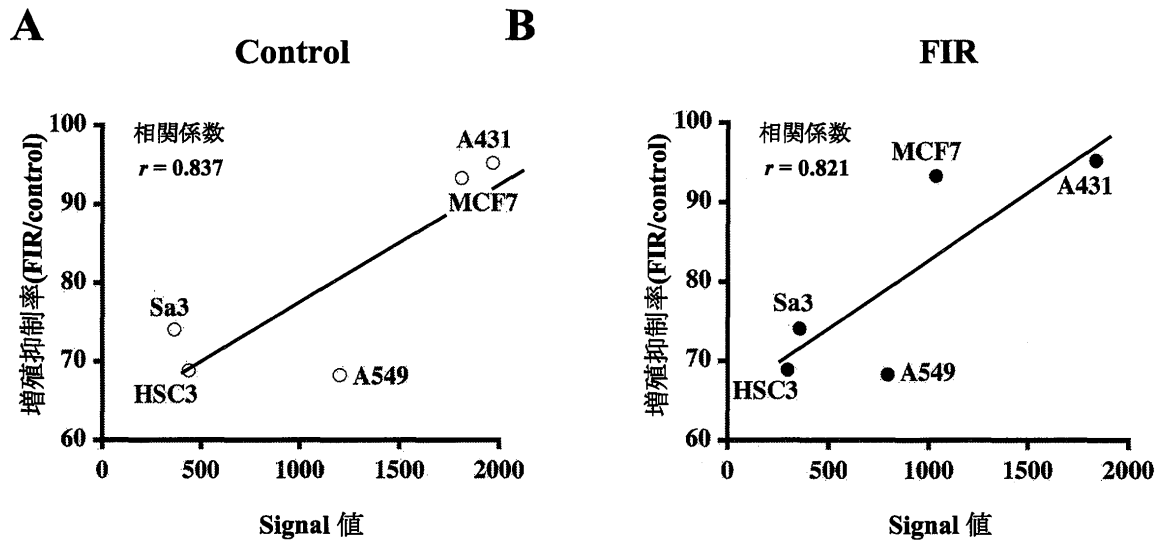 A
Control
相関係数
r = 0.837
増殖抑制率(FIR/control)
100
90
80
70
60
A431
MCF7
Sa3
HSC3
A549
0
500
1000
1500
2000
Signal 値
B
FIR
相関係数
r = 0.821
増殖抑制率(FIR/control)
100
90
80
70
60
MCF7
A431
Sa3
HSC3
A549
0
500
1000
1500
2000
Signal 値